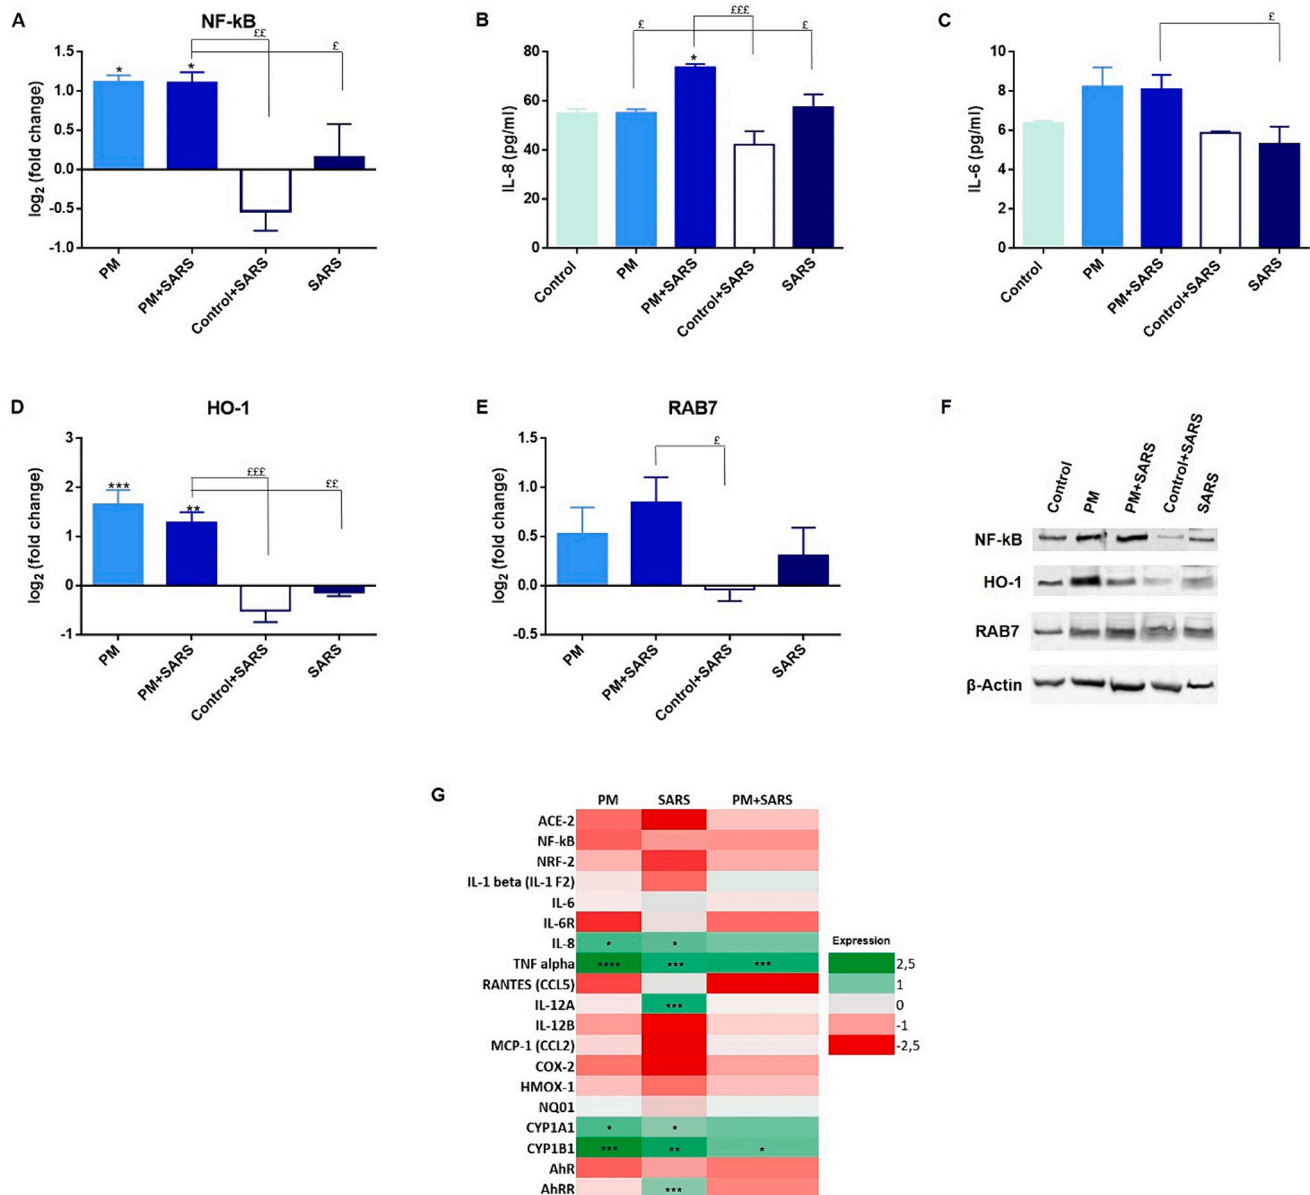 A
NF-kB
log2 (fold change)
1.5
1.0
0.5
0.0
-0.5
-1.0
*
*
££
£
PM
PM+SARS
Control+SARS
SARS
B
IL-8 (pg/ml)
80
60
40
20
0
£
£££
£
*
Control
PM
PM+SARS
Control+SARS
SARS
C
IL-6 (pg/ml)
10
8
6
4
2
0
£
Control
PM
PM+SARS
Control+SARS
SARS
D
HO-1
log2 (fold change)
3
2
1
0
-1
***
**
£££
££
PM
PM+SARS
Control+SARS
SARS
E
RAB7
log2 (fold change)
1.5
1.0
0.5
0.0
-0.5
£
PM
PM+SARS
Control+SARS
SARS
F
Control
PM
PM+SARS
Control+SARS
SARS
NF-kB
HO-1
RAB7
β-Actin
G
PM SARS PM+SARS
ACE-2
NF-kB
NRF-2
IL-1 beta (IL-1 F2)
IL-6
IL-6R
IL-8 * *
TNF alpha **** *** ***
RANTES (CCL5)
IL-12A ***
IL-12B
MCP-1 (CCL2)
COX-2
HMOX-1
NQ01
CYP1A1 * *
CYP1B1 *** ** *
AhR
AhRR ***
Expression
2,5
1
0
-1
-2,5